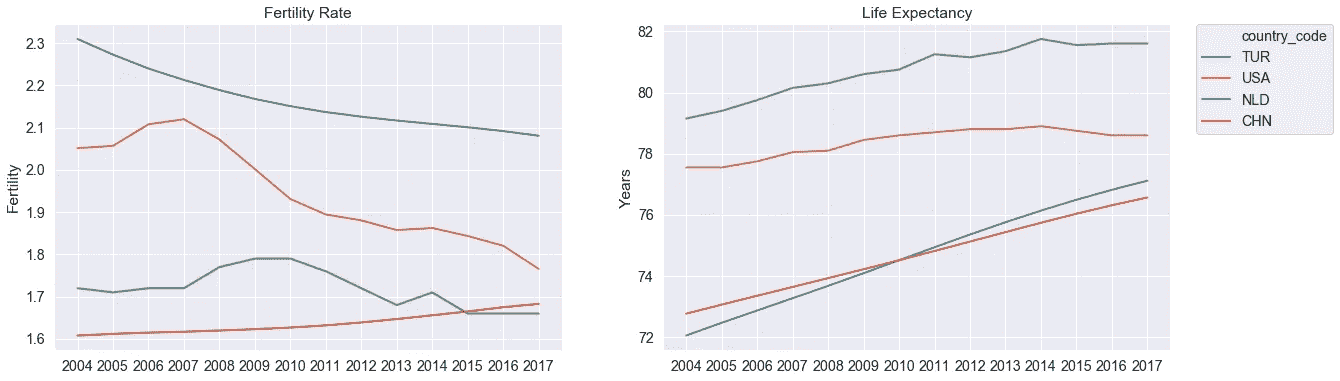 Fertility Rate
Fertility
2.3
2.2
2.1
2.0
1.9
1.8
1.7
1.6
2004 2005 2006 2007 2008 2009 2010 2011 2012 2013 2014 2015 2016 2017
Life Expectancy
Years
82
80
78
76
74
72
2004 2005 2006 2007 2008 2009 2010 2011 2012 2013 2014 2015 2016 2017
country_code
TUR
USA
NLD
CHN